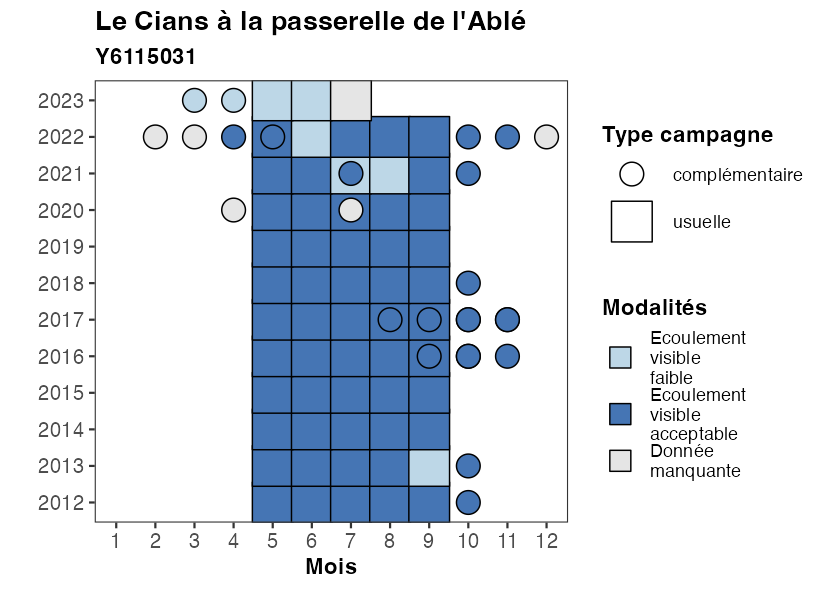 Le Cians à la passerelle de l'Ablé
Y6115031
2023
2022
2021
2020
2019
2018
2017
2016
2015
2014
2013
2012
1 2 3 4 5 6 7 8 9 10 11 12
Mois
Type campagne
complémentaire
usuelle
Modalités
Ecoulement
visible
faible
Ecoulement
visible
acceptable
Donnée
manquante